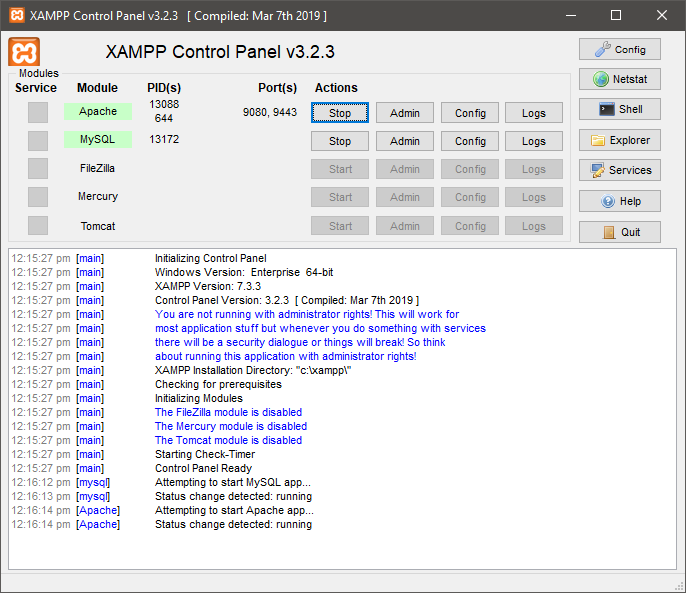 XAMPP Control Panel v3.2.3 [ Compiled: Mar 7th 2019 ]
XAMPP Control Panel v3.2.3
Config
Modules
Service Module PID(s) Port(s) Actions
Netstat
Apache 13088 644 9080, 9443 Stop Admin Config Logs
Shell
MySQL 13172 Stop Admin Config Logs
Explorer
FileZilla Start Admin Config Logs
Services
Mercury Start Admin Config Logs
Help
Tomcat Start Admin Config Logs
Quit
12:15:27 pm [main] Initializing Control Panel
12:15:27 pm [main] Windows Version: Enterprise 64-bit
12:15:27 pm [main] XAMPP Version: 7.3.3
12:15:27 pm [main] Control Panel Version: 3.2.3 [ Compiled: Mar 7th 2019 ]
12:15:27 pm [main] You are not running with administrator rights! This will work for
12:15:27 pm [main] most application stuff but whenever you do something with services
12:15:27 pm [main] there will be a security dialogue or things will break! So think
12:15:27 pm [main] about running this application with administrator rights!
12:15:27 pm [main] XAMPP Installation Directory: "c:\xampp\"
12:15:27 pm [main] Checking for prerequisites
12:15:27 pm [main] Initializing Modules
12:15:27 pm [main] The FileZilla module is disabled
12:15:27 pm [main] The Mercury module is disabled
12:15:27 pm [main] The Tomcat module is disabled
12:15:27 pm [main] Starting Check-Timer
12:15:27 pm [main] Control Panel Ready
12:16:12 pm [mysql] Attempting to start MySQL app...
12:16:13 pm [mysql] Status change detected: running
12:16:14 pm [Apache] Attempting to start Apache app...
12:16:14 pm [Apache] Status change detected: running